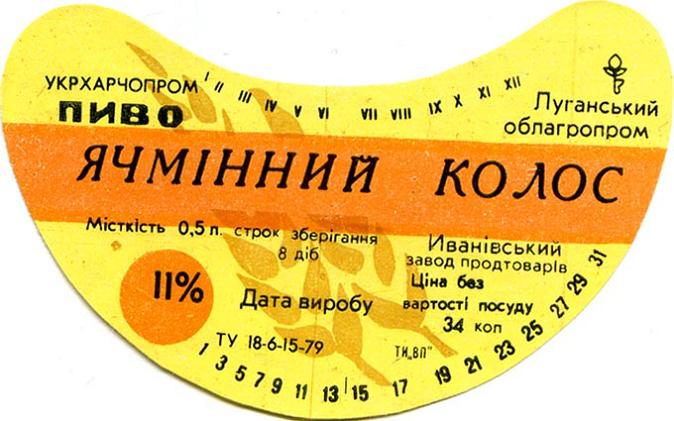 УКРХАРЧОПРОМ
ПИВО
I II III IV V VI VII VIII IX X XI XII
Луганський
облагропром
ЯЧМІННИЙ КОЛОС
Місткість 0,5 л. строк зберігання
8 діб
11%
Дата виробу
ТУ 18-6-15-79
Иванівський
завод продтоварів
Ціна без
вартості посуду
34 коп
ТИ„ВП"
1 3 5 7 9 11 13 15 17 19 21 23 25 27 29 31